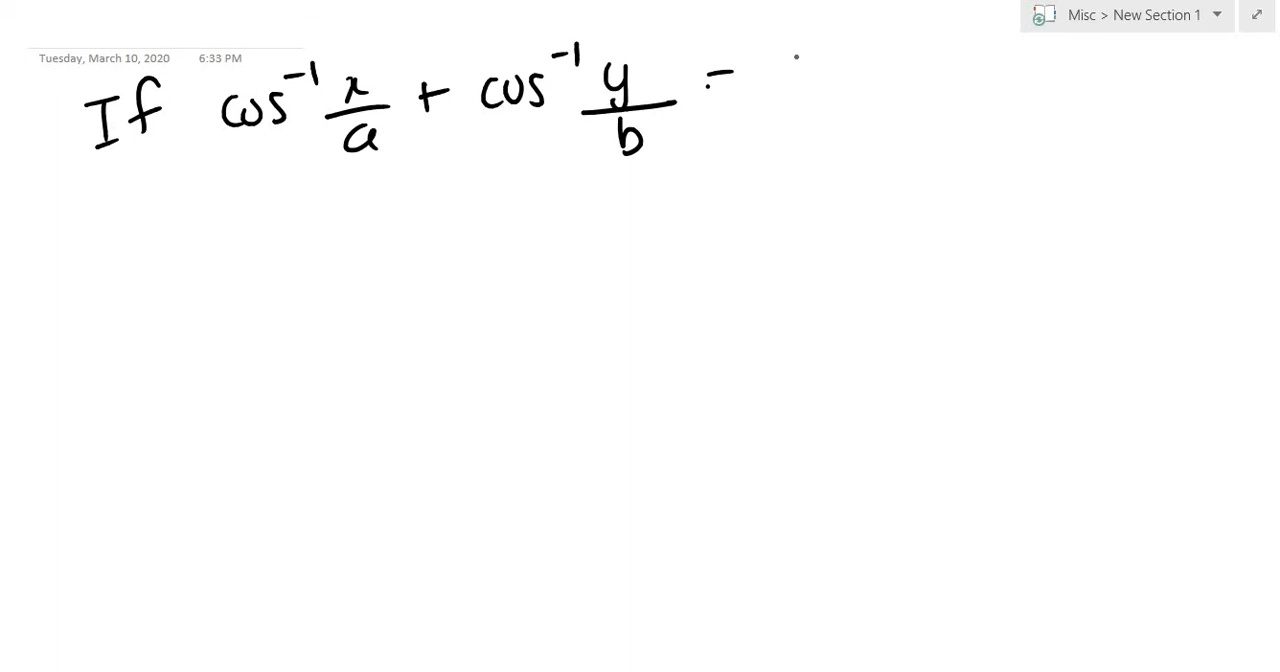 Misc > New Section 1
Tuesday, March 10, 2020 6:33 PM
If cos⁻¹ x/a + cos⁻¹ y/b =